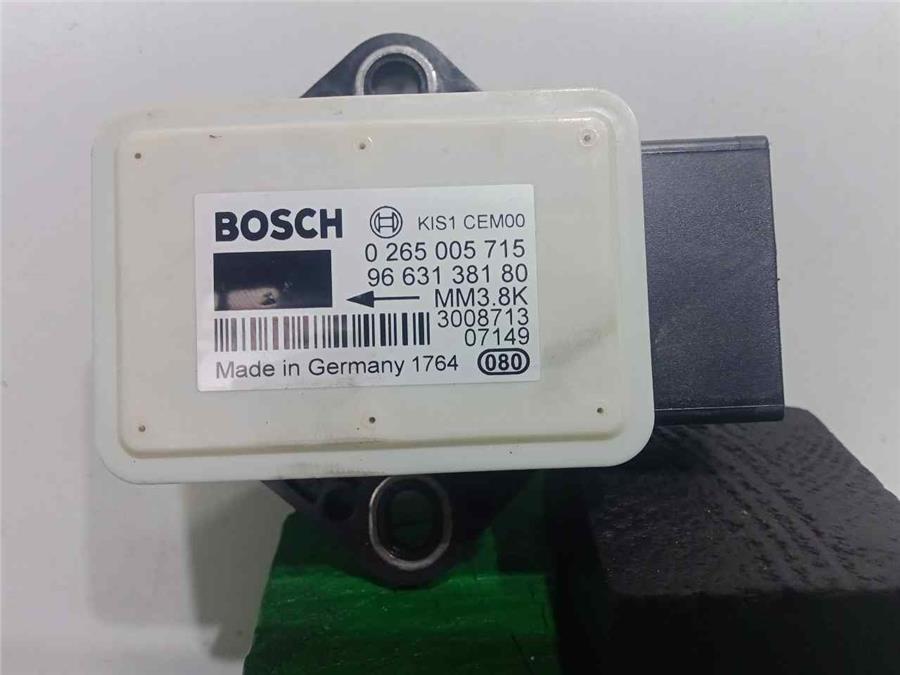 BOSCH KIS1 CEM00
0 265 005 715
96 631 381 80
MM3.8K
3008713
07149
Made in Germany 1764 080